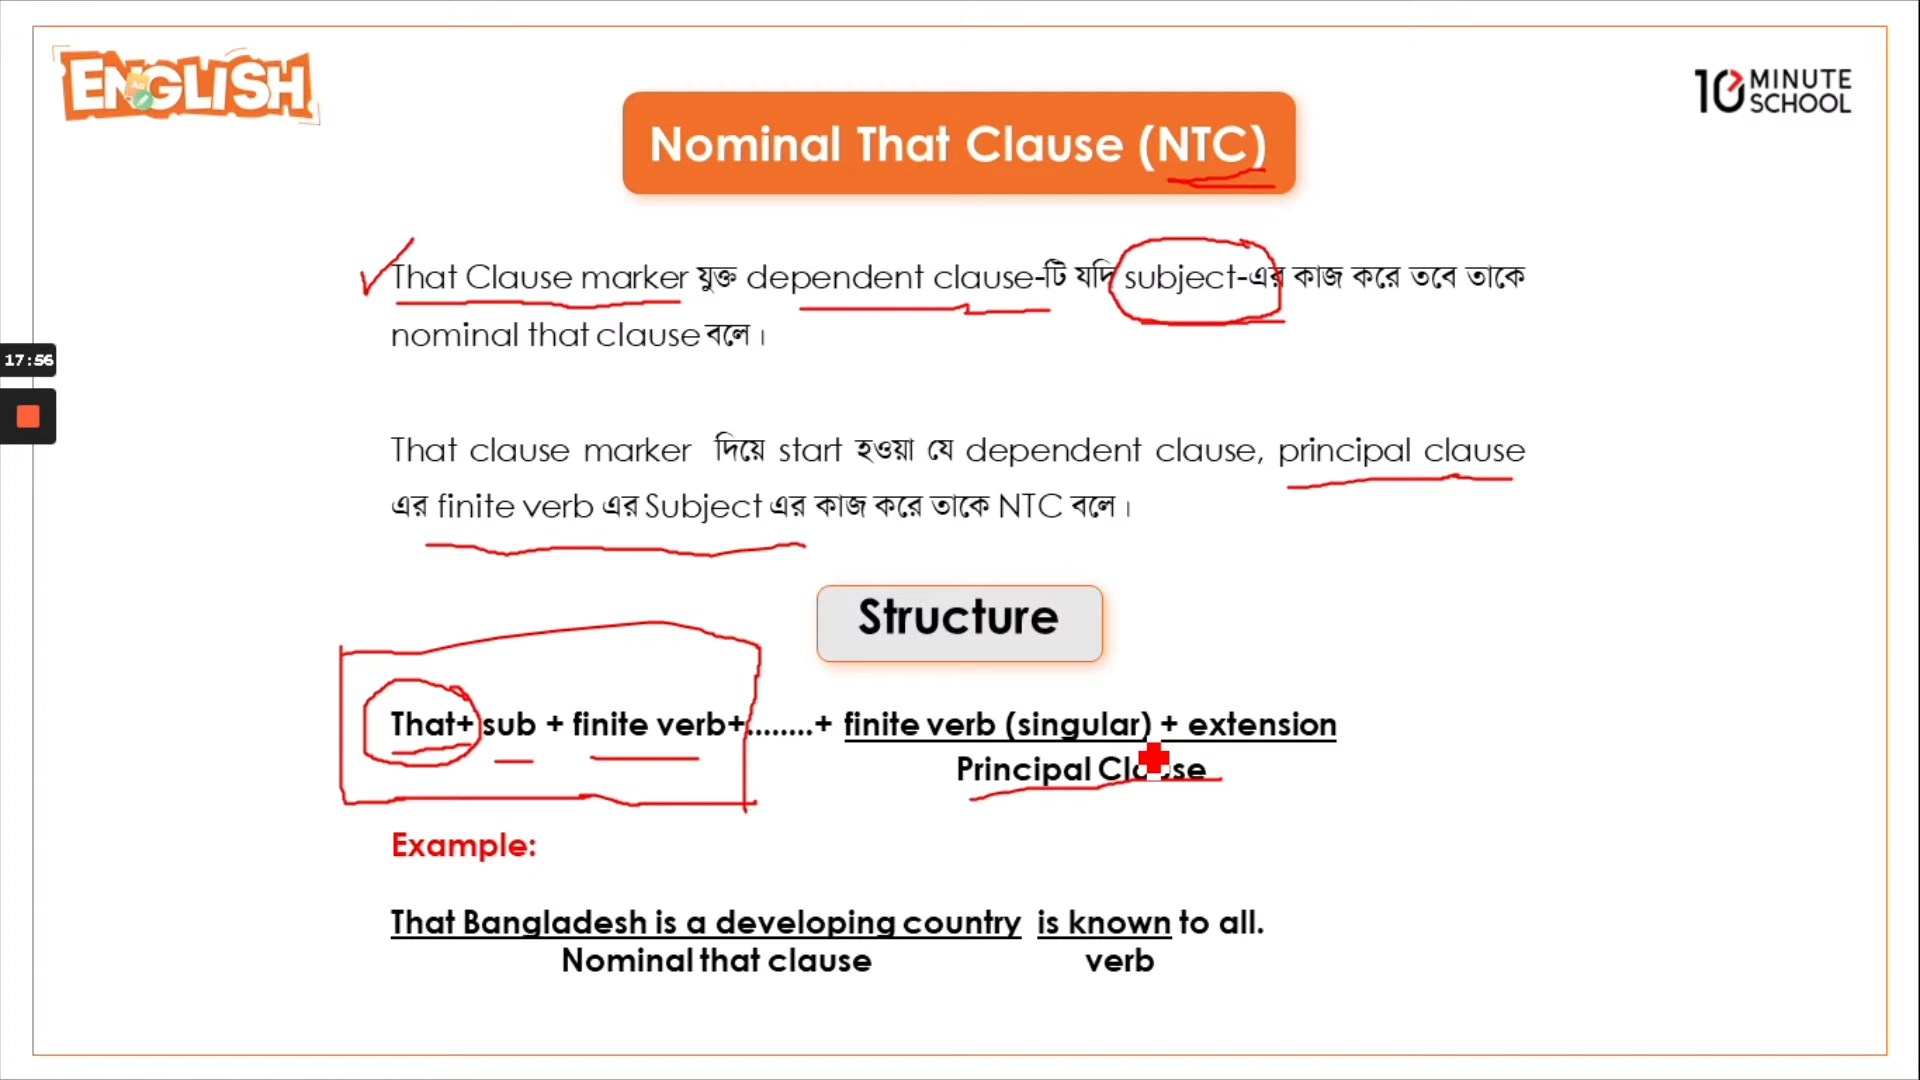 ENGLISH
10 MINUTE SCHOOL
Nominal That Clause (NTC)
That Clause marker যুক্ত dependent clause-টি যদি subject-এর কাজ করে তবে তাকে
nominal that clause বলে।
17:56
That clause marker দিয়ে start হওয়া যে dependent clause, principal clause
এর finite verb এর Subject এর কাজ করে তাকে NTC বলে।
Structure
That+ sub + finite verb+........+ finite verb (singular) + extension
Principal Clause
Example:
That Bangladesh is a developing country is known to all.
Nominal that clause verb